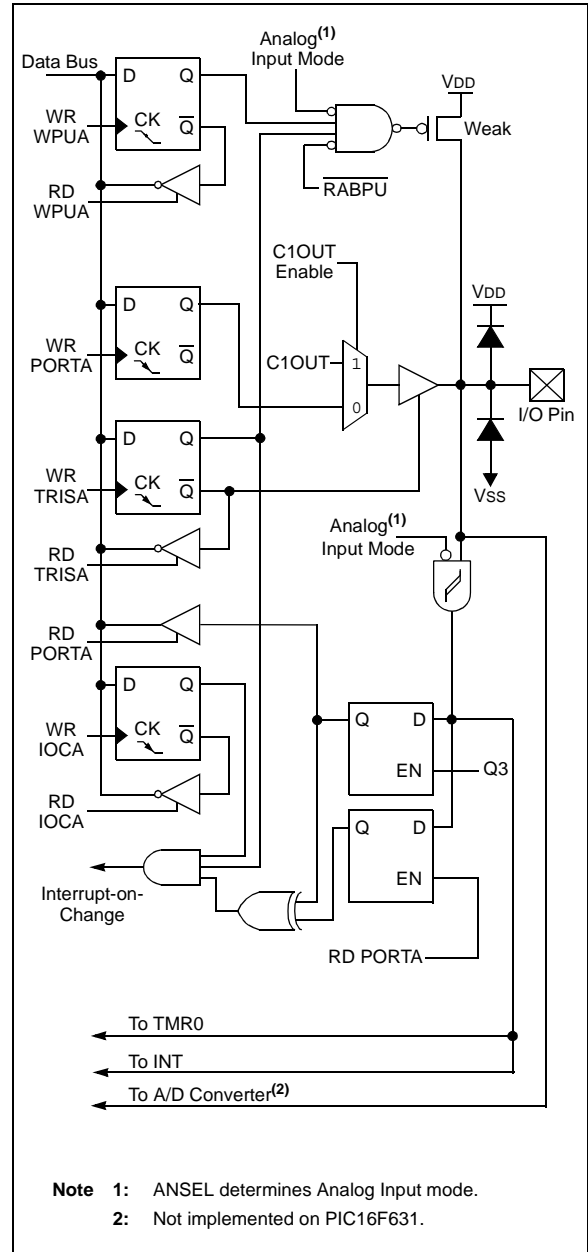 Analog(1)
Input Mode
Data Bus
D Q
VDD
WR
WPUA
CK Q
Weak
RD
WPUA
RABPU
C1OUT
Enable
D Q
VDD
WR
PORTA
CK Q
C1OUT
1
0
I/O Pin
D Q
WR
TRISA
CK Q
VSS
Analog(1)
Input Mode
RD
TRISA
RD
PORTA
D Q
WR
IOCA
CK Q
Q D
EN
Q3
RD
IOCA
Q D
EN
Interrupt-on-
Change
RD PORTA
To TMR0
To INT
To A/D Converter(2)
Note 1: ANSEL determines Analog Input mode.
2: Not implemented on PIC16F631.